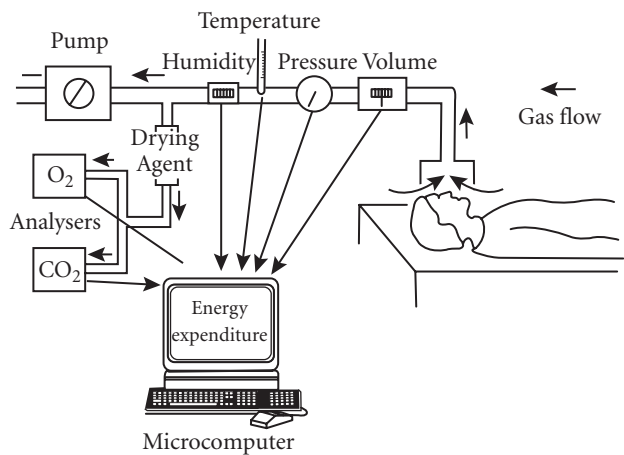 Temperature
Pump
Humidity
Pressure
Volume
Gas flow
Drying
Agent
O₂
Analysers
CO₂
Energy
expenditure
Microcomputer